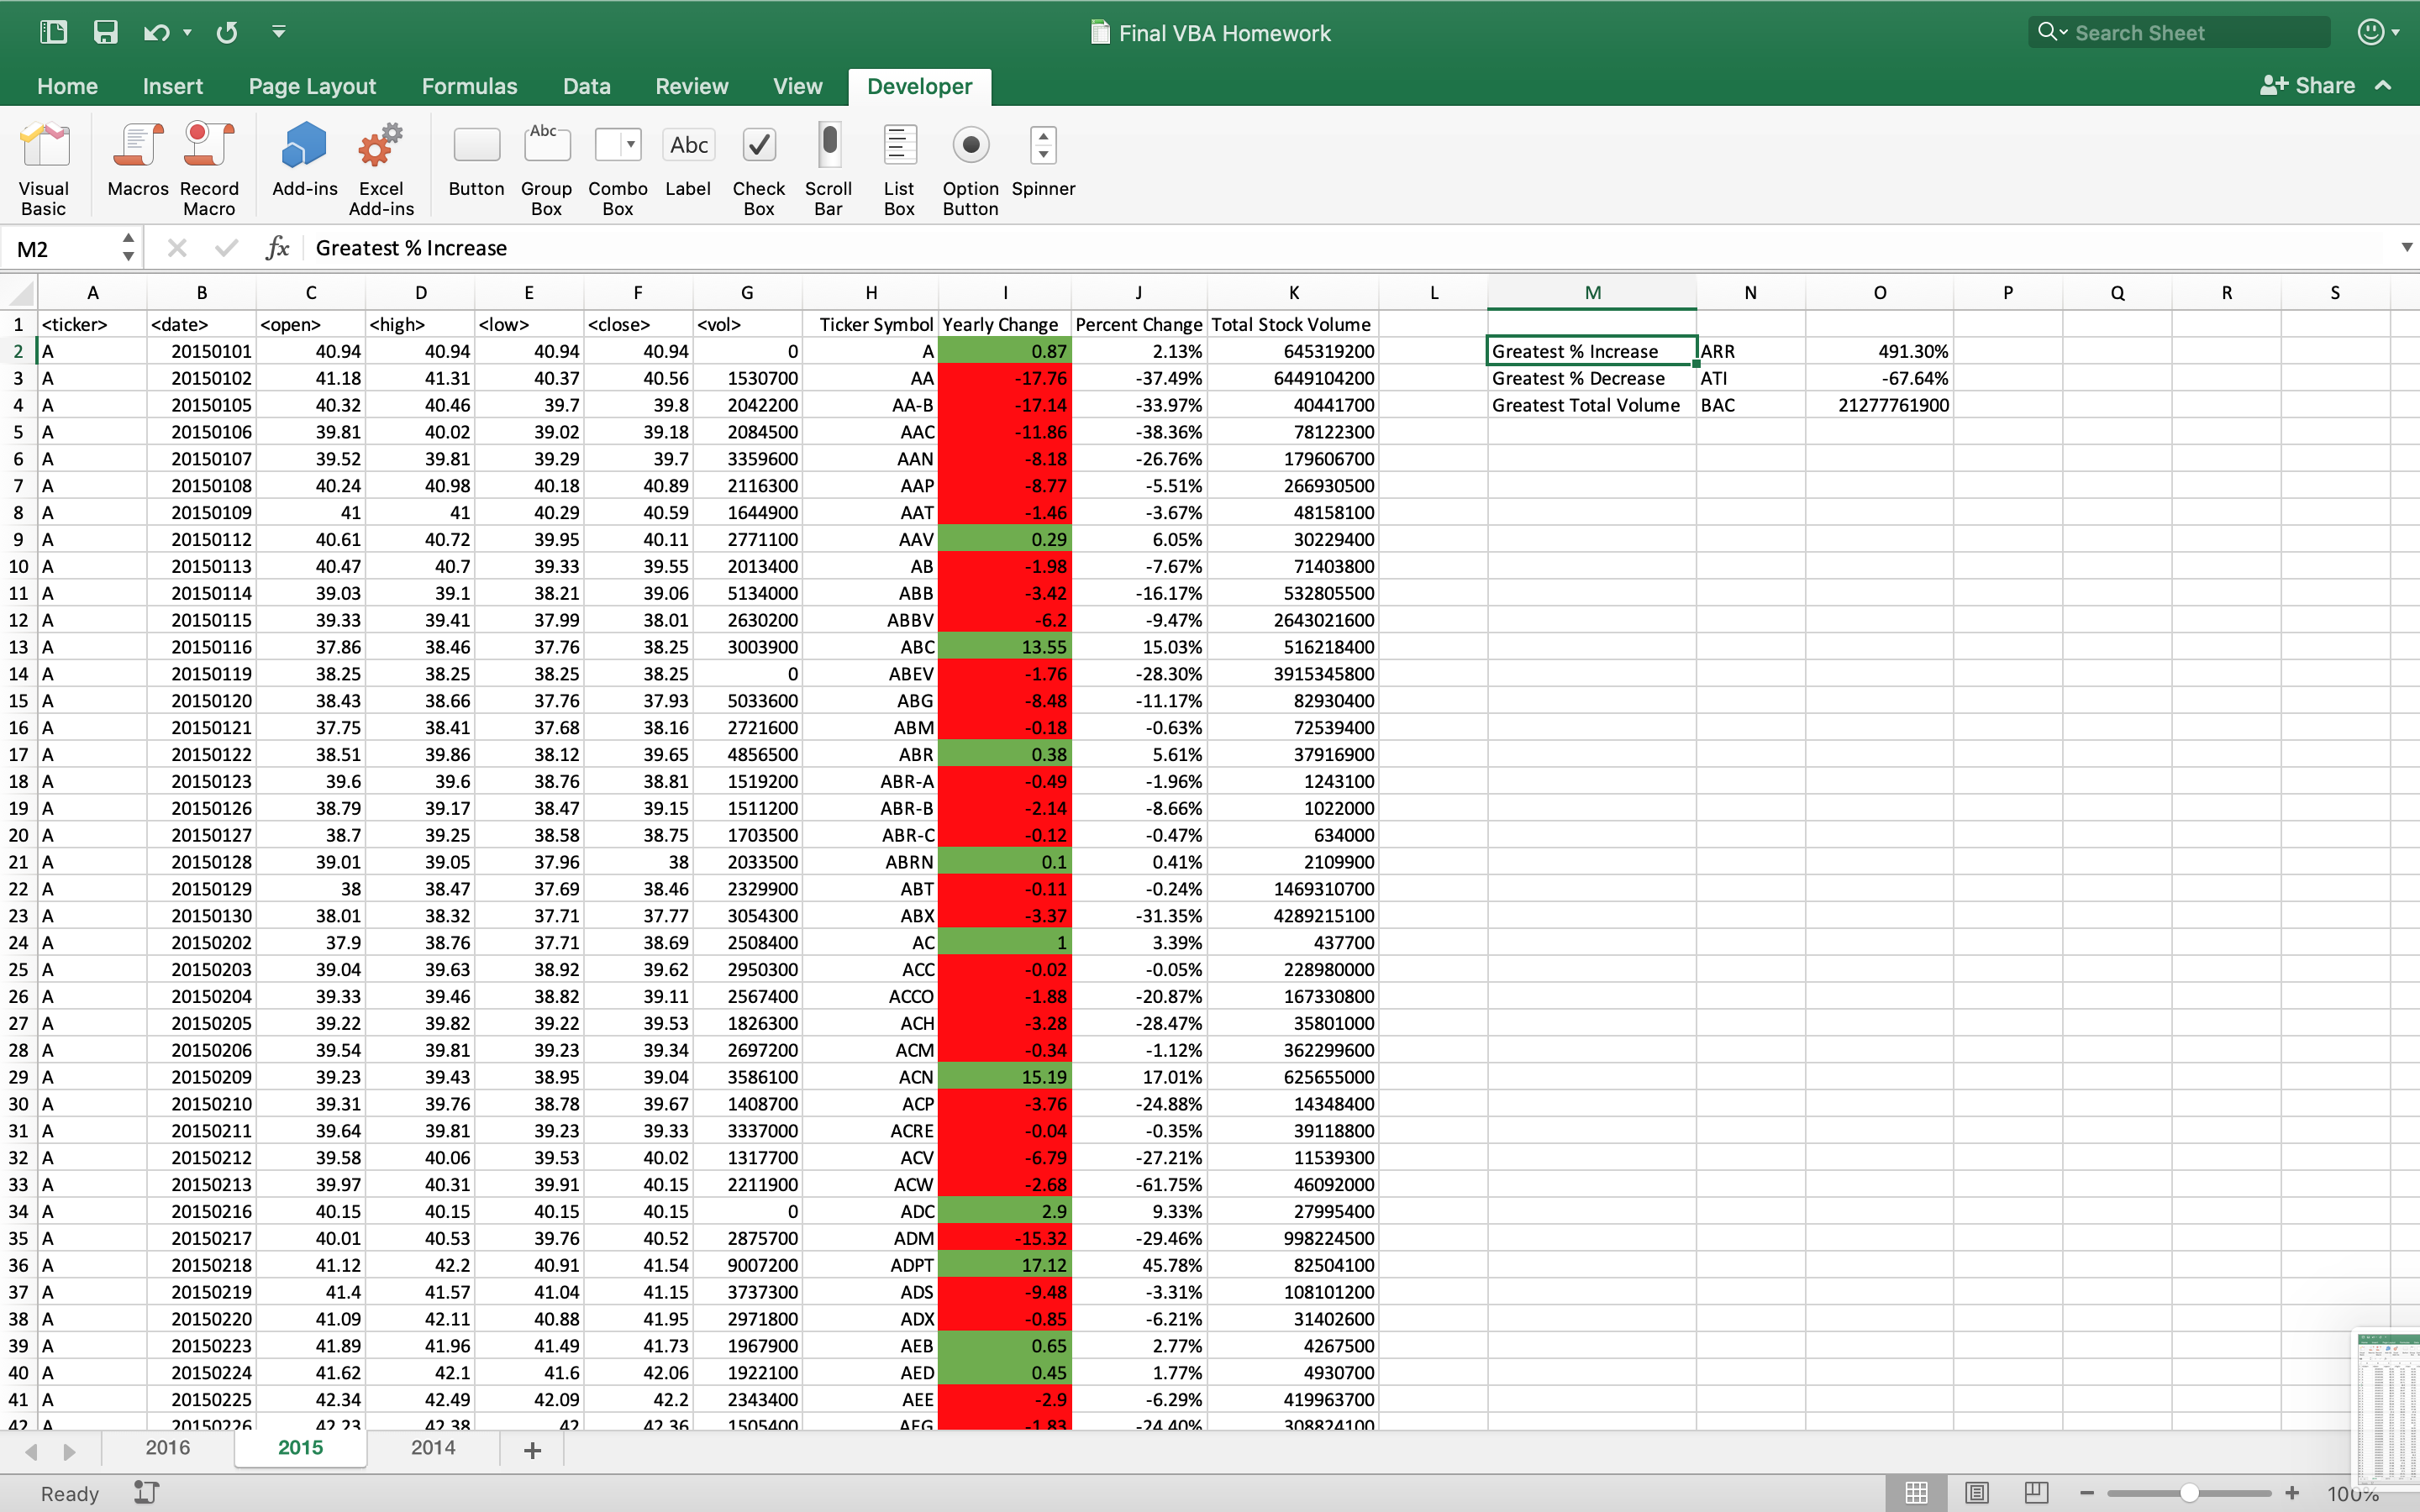 Final VBA Homework
Search Sheet
Home Insert Page Layout Formulas Data Review View Developer Share
Visual Basic Macros Record Macro Add-ins Excel Add-ins Button Group Box Combo Box Label Check Box Scroll Bar List Box Option Button Spinner
Abc Abc
M2 fx Greatest % Increase
A B C D E F G H I J K L M N O P Q R S
1 <ticker> <date> <open> <high> <low> <close> <vol> Ticker Symbol Yearly Change Percent Change Total Stock Volume
2 A 20150101 40.94 40.94 40.94 40.94 0 A 0.87 2.13% 645319200 Greatest % Increase ARR 491.30%
3 A 20150102 41.18 41.31 40.37 40.56 1530700 AA -17.76 -37.49% 6449104200 Greatest % Decrease ATI -67.64%
4 A 20150105 40.32 40.46 39.7 39.8 2042200 AA-B -17.14 -33.97% 40441700 Greatest Total Volume BAC 21277761900
5 A 20150106 39.81 40.02 39.02 39.18 2084500 AAC -11.86 -38.36% 78122300
6 A 20150107 39.52 39.81 39.29 39.7 3359600 AAN -8.18 -26.76% 179606700
7 A 20150108 40.24 40.98 40.18 40.89 2116300 AAP -8.77 -5.51% 266930500
8 A 20150109 41 41 40.29 40.59 1644900 AAT -1.46 -3.67% 48158100
9 A 20150112 40.61 40.72 39.95 40.11 2771100 AAV 0.29 6.05% 30229400
10 A 20150113 40.47 40.7 39.33 39.55 2013400 AB -1.98 -7.67% 71403800
11 A 20150114 39.03 39.1 38.21 39.06 5134000 ABB -3.42 -16.17% 532805500
12 A 20150115 39.33 39.41 37.99 38.01 2630200 ABBV -6.2 -9.47% 2643021600
13 A 20150116 37.86 38.46 37.76 38.25 3003900 ABC 13.55 15.03% 516218400
14 A 20150119 38.25 38.25 38.25 38.25 0 ABEV -1.76 -28.30% 3915345800
15 A 20150120 38.43 38.66 37.76 37.93 5033600 ABG -8.48 -11.17% 82930400
16 A 20150121 37.75 38.41 37.68 38.16 2721600 ABM -0.18 -0.63% 72539400
17 A 20150122 38.51 39.86 38.12 39.65 4856500 ABR 0.38 5.61% 37916900
18 A 20150123 39.6 39.6 38.76 38.81 1519200 ABR-A -0.49 -1.96% 1243100
19 A 20150126 38.79 39.17 38.47 39.15 1511200 ABR-B -2.14 -8.66% 1022000
20 A 20150127 38.7 39.25 38.58 38.75 1703500 ABR-C -0.12 -0.47% 634000
21 A 20150128 39.01 39.05 37.96 38 2033500 ABRN 0.1 0.41% 2109900
22 A 20150129 38 38.47 37.69 38.46 2329900 ABT -0.11 -0.24% 1469310700
23 A 20150130 38.01 38.32 37.71 37.77 3054300 ABX -3.37 -31.35% 4289215100
24 A 20150202 37.9 38.76 37.71 38.69 2508400 AC 1 3.39% 437700
25 A 20150203 39.04 39.63 38.92 39.62 2950300 ACC -0.02 -0.05% 228980000
26 A 20150204 39.33 39.46 38.82 39.11 2567400 ACCO -1.88 -20.87% 167330800
27 A 20150205 39.22 39.82 39.22 39.53 1826300 ACH -3.28 -28.47% 35801000
28 A 20150206 39.54 39.81 39.23 39.34 2697200 ACM -0.34 -1.12% 362299600
29 A 20150209 39.23 39.43 38.95 39.04 3586100 ACN 15.19 17.01% 625655000
30 A 20150210 39.31 39.76 38.78 39.67 1408700 ACP -3.76 -24.88% 14348400
31 A 20150211 39.64 39.81 39.23 39.33 3337000 ACRE -0.04 -0.35% 39118800
32 A 20150212 39.58 40.06 39.53 40.02 1317700 ACV -6.79 -27.21% 11539300
33 A 20150213 39.97 40.31 39.91 40.15 2211900 ACW -2.68 -61.75% 46092000
34 A 20150216 40.15 40.15 40.15 40.15 0 ADC 2.9 9.33% 27995400
35 A 20150217 40.01 40.53 39.76 40.52 2875700 ADM -15.32 -29.46% 998224500
36 A 20150218 41.12 42.2 40.91 41.54 9007200 ADPT 17.12 45.78% 82504100
37 A 20150219 41.4 41.57 41.04 41.15 3737300 ADS -9.48 -3.31% 108101200
38 A 20150220 41.09 42.11 40.88 41.95 2971800 ADX -0.85 -6.21% 31402600
39 A 20150223 41.89 41.96 41.49 41.73 1967900 AEB 0.65 2.77% 4267500
40 A 20150224 41.62 42.1 41.6 42.06 1922100 AED 0.45 1.77% 4930700
41 A 20150225 42.34 42.49 42.09 42.2 2343400 AEE -2.9 -6.29% 419963700
42 A 20150226 42.23 42.38 42 42.36 1505400 AEG -1.83 -24.40% 308824100
2016 2015 2014
Ready 100%